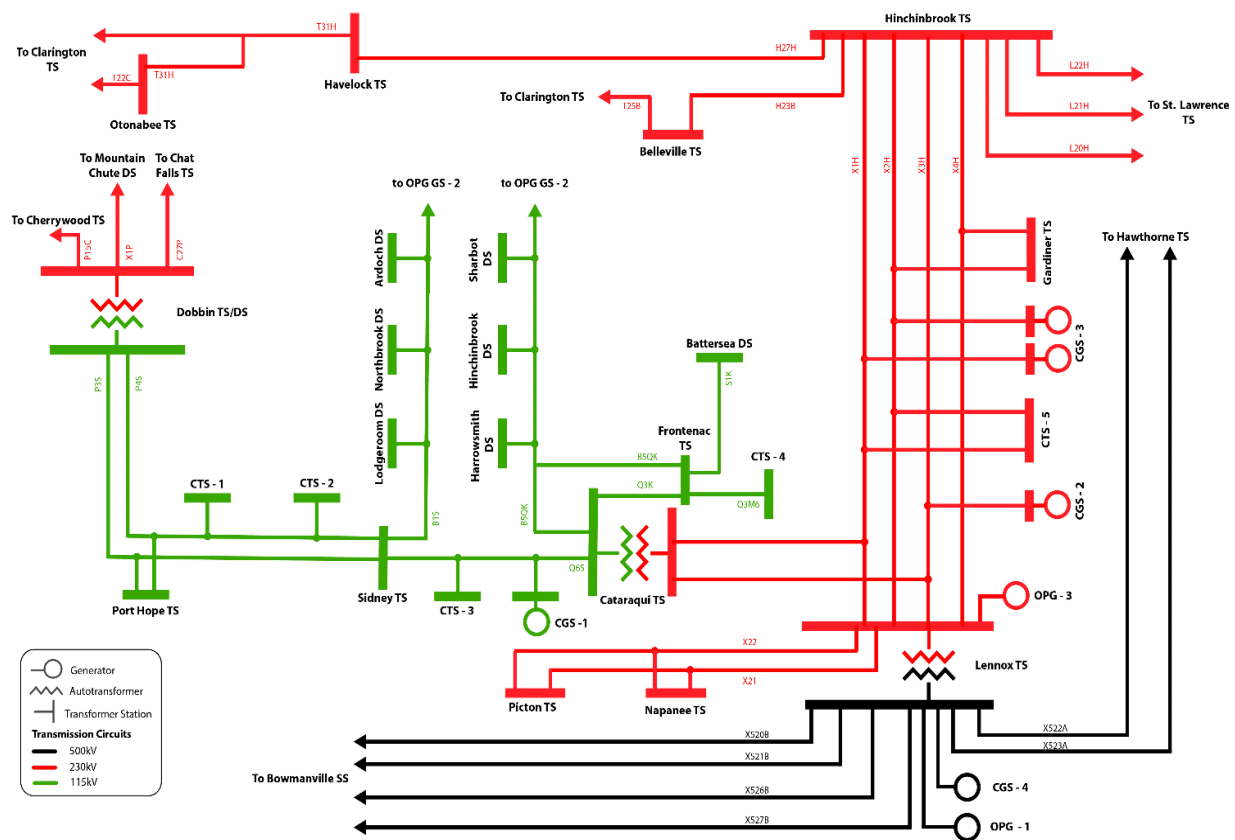 Hinchinbrook TS
T31H
To Clarington
TS
H27H
L22H
T22C
T31H
Havelock TS
To Clarington TS
T25B
H23B
L21H
To St. Lawrence
TS
Otonabee TS
Belleville TS
L20H
To Mountain
Chute DS
To Chat
Falls TS
X1H
X2H
X3H
X4H
to OPG GS - 2
to OPG GS - 2
To Cherrywood TS
P15C
X1P
C27P
Ardoch DS
Sharbot
DS
Gardiner TS
To Hawthorne TS
Dobbin TS/DS
Northbrook DS
Hinchinbrook
DS
CGS - 3
Battersea DS
P3S
P4S
S1K
Lodgeroom DS
Harrowsmith
DS
Frontenac
TS
CTS - 5
B5QK
CTS - 4
CTS - 1
CTS - 2
Q3K
Q3M6
CGS - 2
B1S
B5QK
Q6S
Port Hope TS
Sidney TS
CTS - 3
CGS - 1
Cataraqui TS
OPG - 3
X22
Lennox TS
X21
Picton TS
Napanee TS
Generator
Autotransformer
Transformer Station
Transmission Circuits
500kV
230kV
115kV
X522A
X520B
X523A
X521B
To Bowmanville SS
CGS - 4
X526B
X527B
OPG - 1